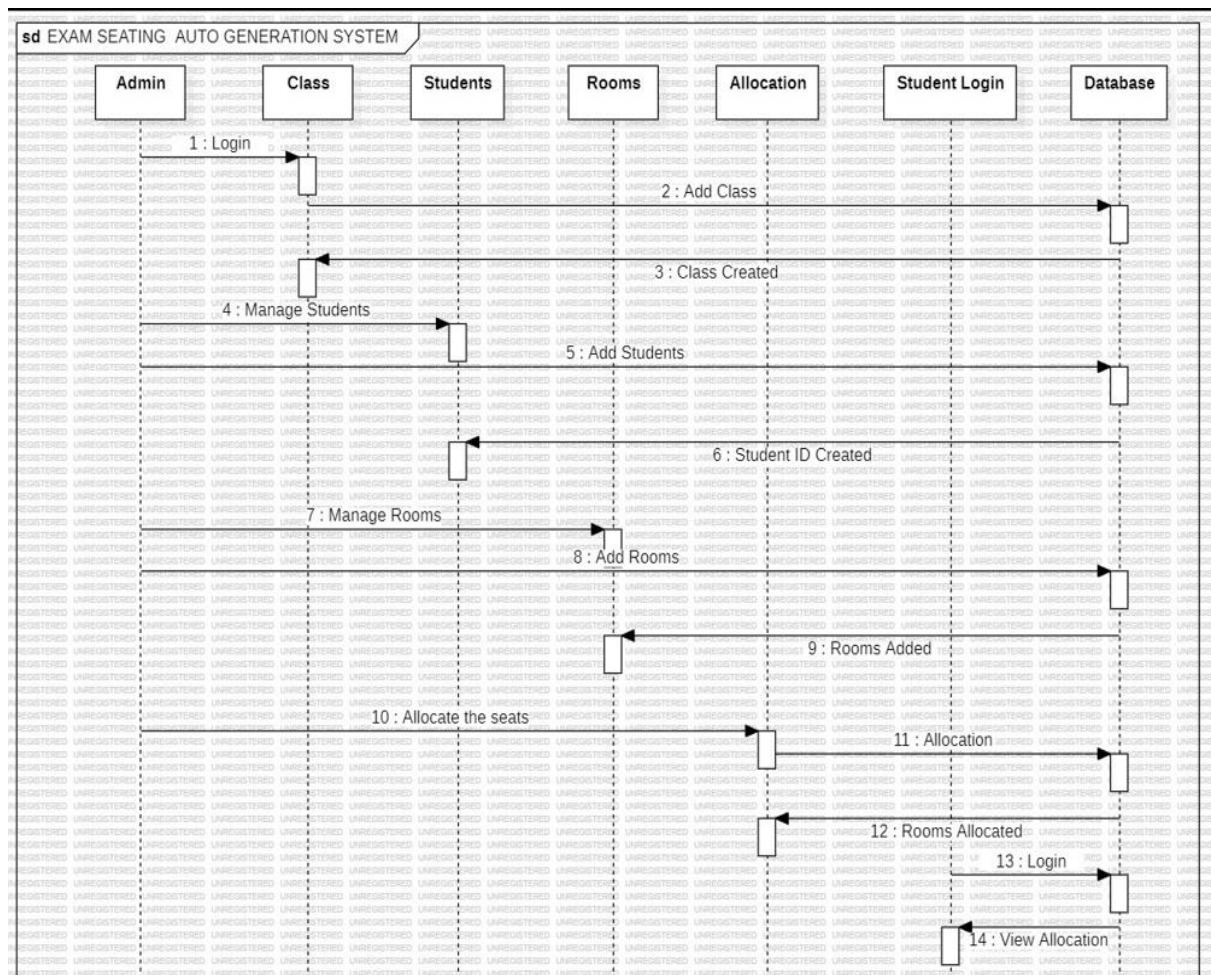 sd EXAM SEATING AUTO GENERATION SYSTEM
Admin
Class
Students
Rooms
Allocation
Student Login
Database
1 : Login
2 : Add Class
3 : Class Created
4 : Manage Students
5 : Add Students
6 : Student ID Created
7 : Manage Rooms
8 : Add Rooms
9 : Rooms Added
10 : Allocate the seats
11 : Allocation
12 : Rooms Allocated
13 : Login
14 : View Allocation
UNREGISTERED